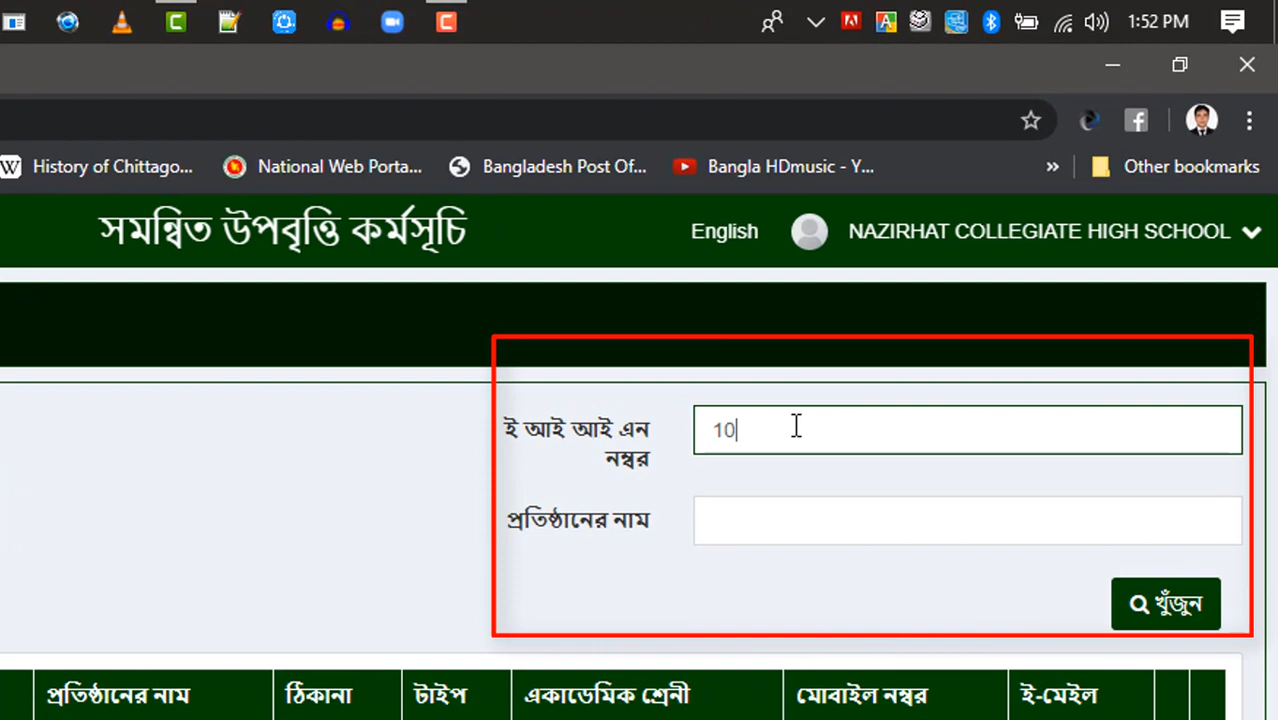 1:52 PM
History of Chittago... National Web Porta... Bangladesh Post Of... Bangla HDmusic - Y... » Other bookmarks
সমন্বিত উপবৃত্তি কর্মসূচি English NAZIRHAT COLLEGIATE HIGH SCHOOL
ই আই আই এন 10
নম্বর
প্রতিষ্ঠানের নাম
খুঁজুন
প্রতিষ্ঠানের নাম ঠিকানা টাইপ একাডেমিক শ্রেনী মোবাইল নম্বর ই-মেইল